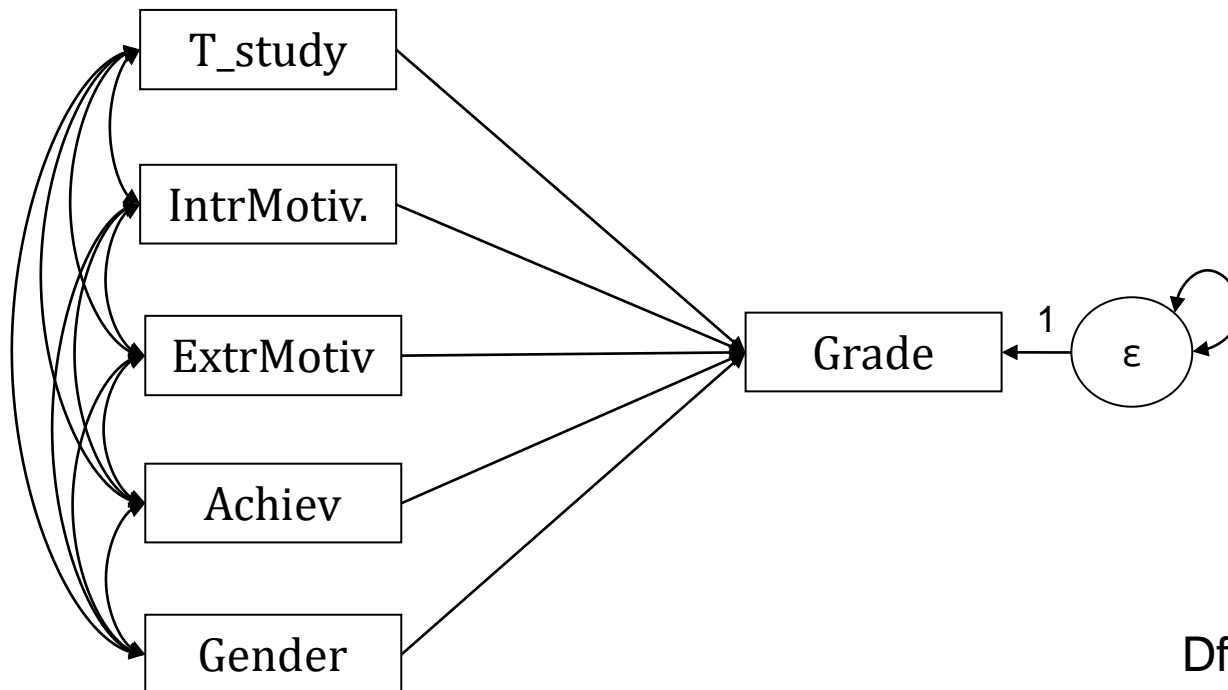 T_study
IntrMotiv.
ExtrMotiv
Achiev
Gender
Grade
1
ε
Df